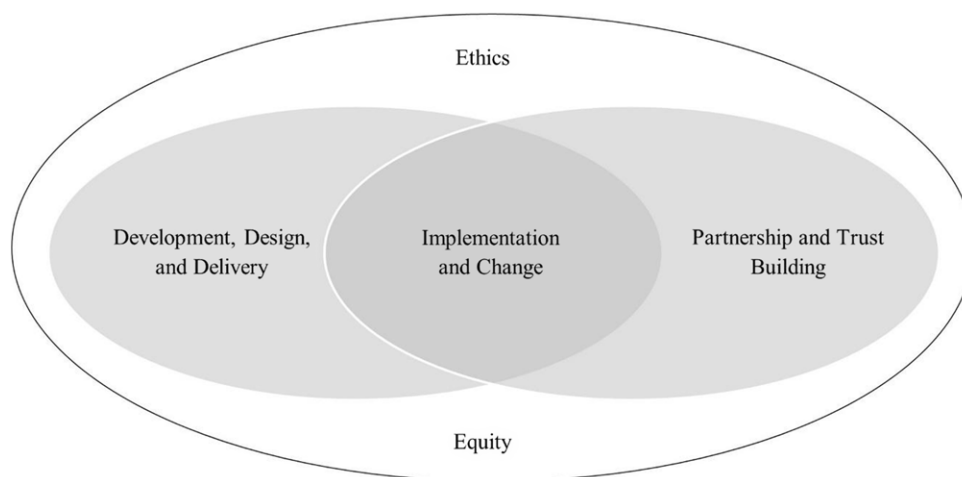 Ethics
Development, Design,
and Delivery
Implementation
and Change
Partnership and Trust
Building
Equity